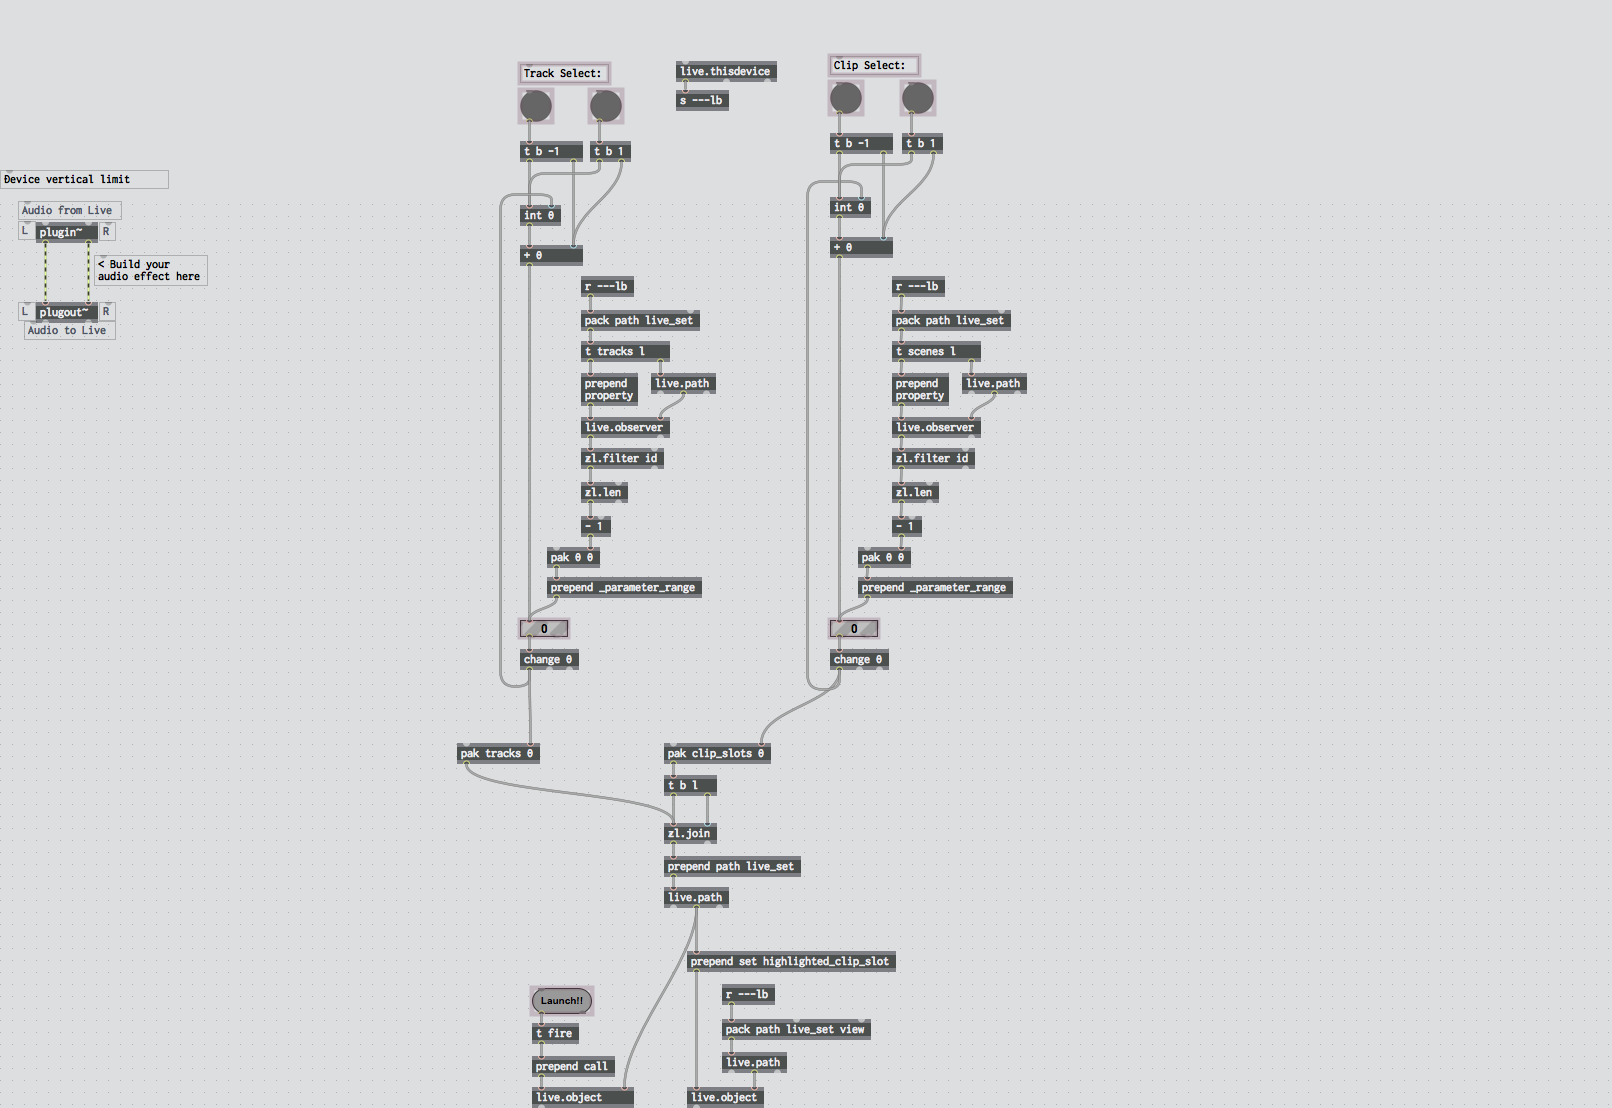 Track Select:
live.thisdevice
s ---lb
Clip Select:
t b -1
t b 1
t b -1
t b 1
Device vertical limit
Audio from Live
L
plugin~
R
< Build your
audio effect here
L
plugout~
R
Audio to Live
int 0
+ 0
int 0
+ 0
r ---lb
pack path live_set
t tracks l
prepend
property
live.path
live.observer
zl.filter id
zl.len
- 1
pak 0 0
prepend _parameter_range
0
change 0
r ---lb
pack path live_set
t scenes l
prepend
property
live.path
live.observer
zl.filter id
zl.len
- 1
pak 0 0
prepend _parameter_range
0
change 0
pak tracks 0
pak clip_slots 0
t b l
zl.join
prepend path live_set
live.path
prepend set highlighted_clip_slot
Launch!!
t fire
prepend call
live.object
r ---lb
pack path live_set view
live.path
live.object